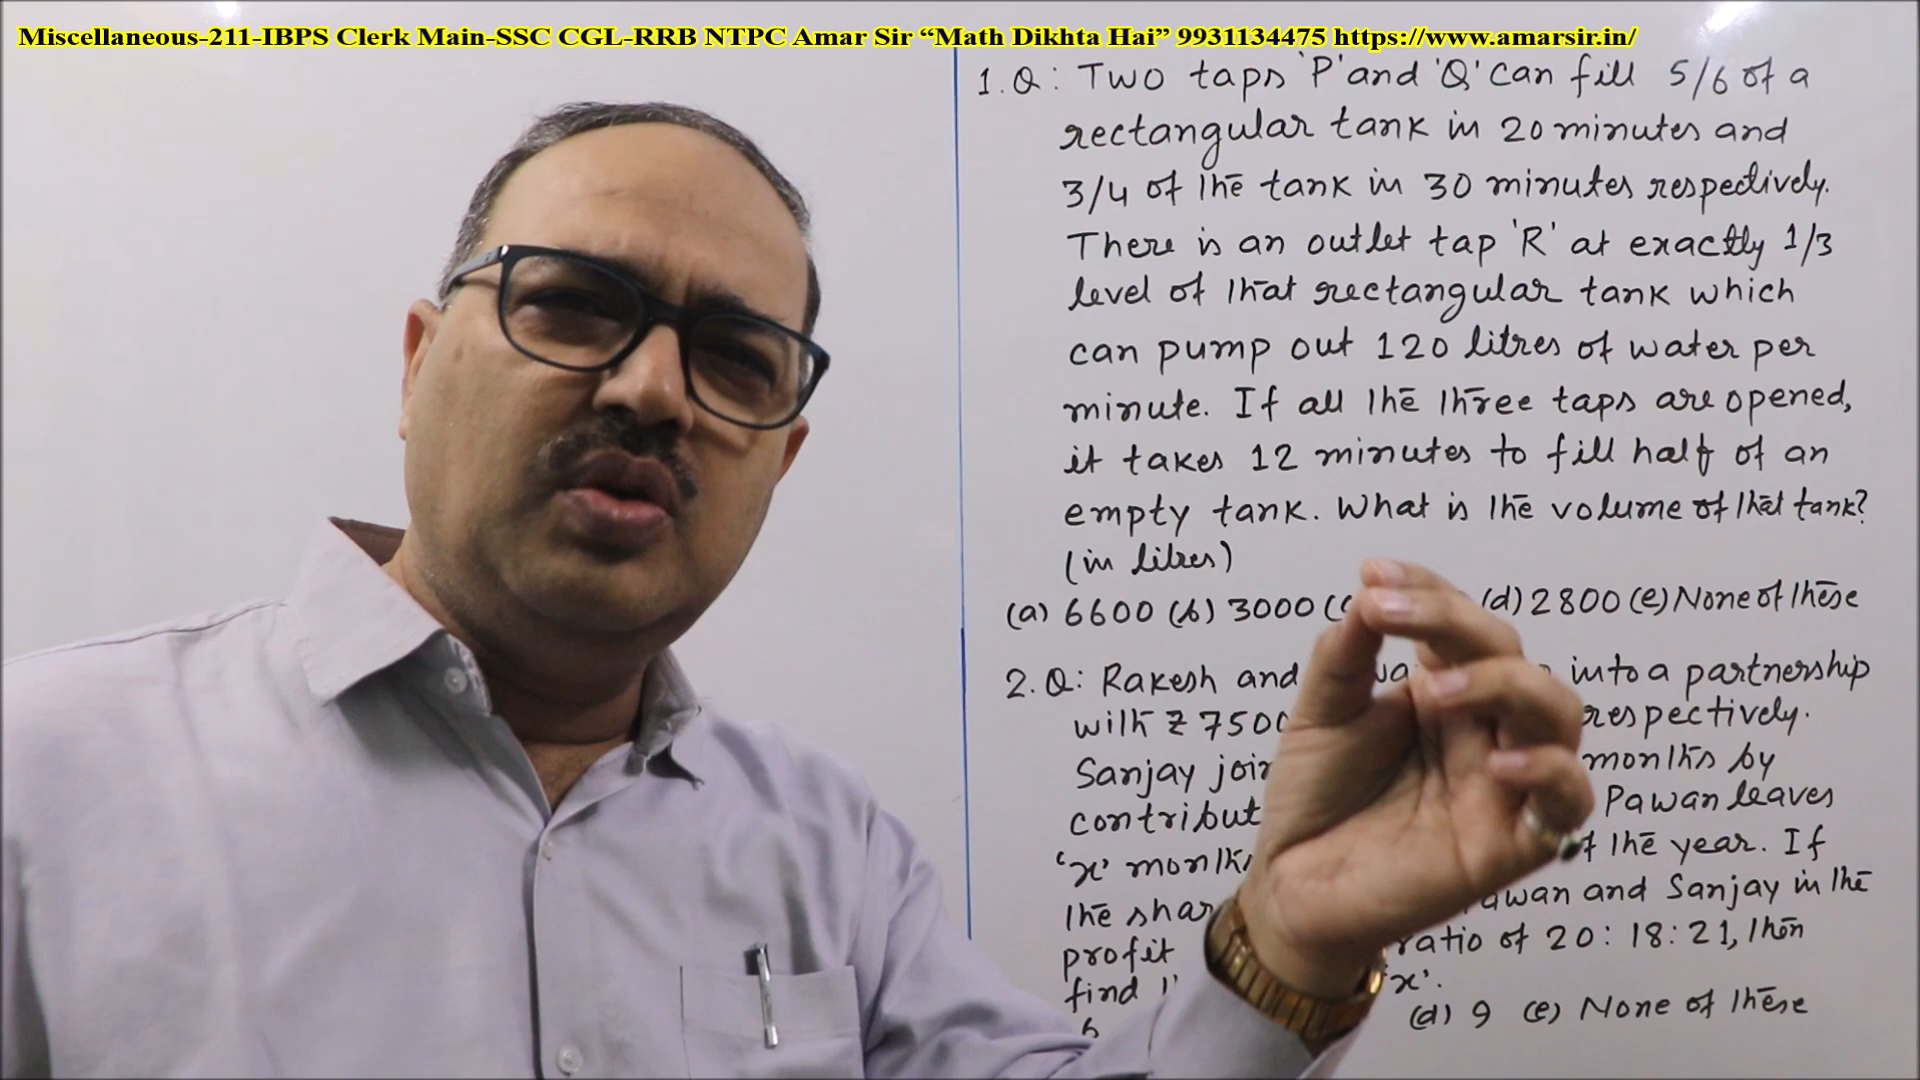 Miscellaneous-211-IBPS Clerk Main-SSC CGL-RRB NTPC Amar Sir “Math Dikhta Hai” 9931134475 https://www.amarsir.in/
1. Q: Two taps 'P' and 'Q' can fill 5/6 of a
rectangular tank in 20 minutes and
3/4 of the tank in 30 minutes respectively.
There is an outlet tap 'R' at exactly 1/3
level of that rectangular tank which
can pump out 120 litres of water per
minute. If all the three taps are opened,
it takes 12 minutes to fill half of an
empty tank. What is the volume of that tank?
(in litres)
(a) 6600 (b) 3000 (d) 2800 (e) None of these
2. Q: Rakesh and into a partnership
with ₹ 7500 respectively.
Sanjay months by
Pawan leaves
'x' months the year. If
the and Sanjay in the
profit ratio of 20:18:21, then
find 'x'.
(d) 9 (e) None of these